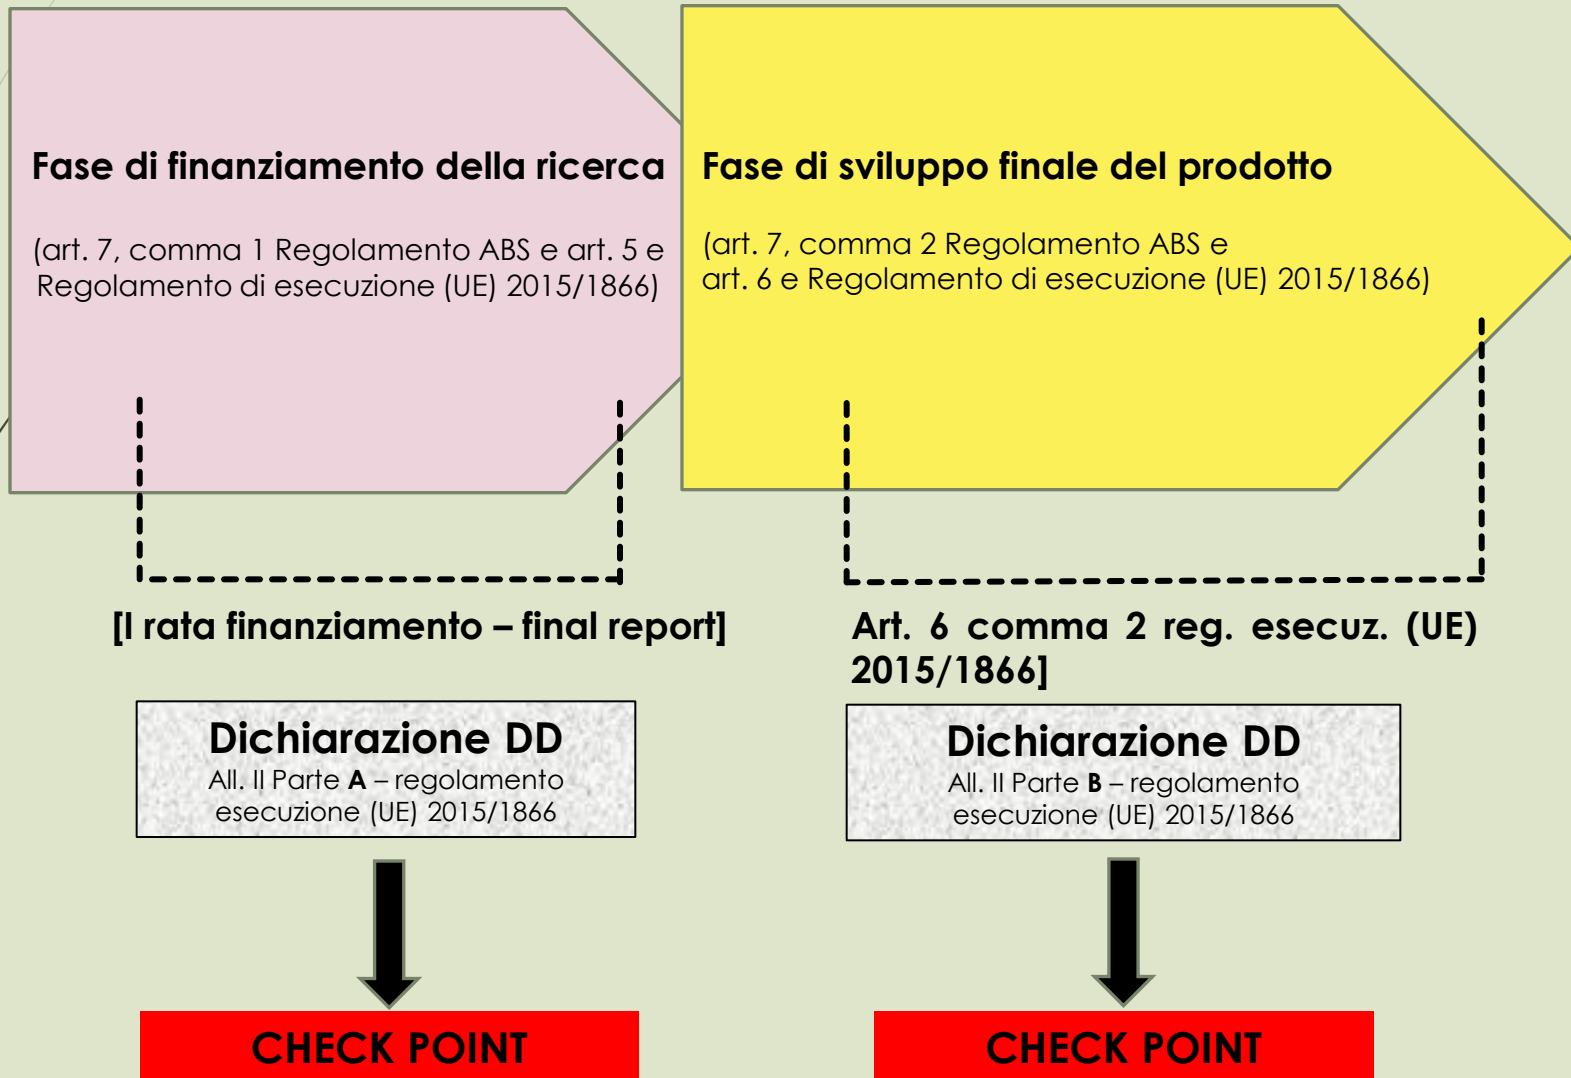 Fase di finanziamento della ricerca
(art. 7, comma 1 Regolamento ABS e art. 5 e
Regolamento di esecuzione (UE) 2015/1866)
Fase di sviluppo finale del prodotto
(art. 7, comma 2 Regolamento ABS e
art. 6 e Regolamento di esecuzione (UE) 2015/1866)
[I rata finanziamento – final report]
Art. 6 comma 2 reg. esecuz. (UE)
2015/1866]
Dichiarazione DD
All. II Parte A – regolamento
esecuzione (UE) 2015/1866
Dichiarazione DD
All. II Parte B – regolamento
esecuzione (UE) 2015/1866
CHECK POINT
CHECK POINT